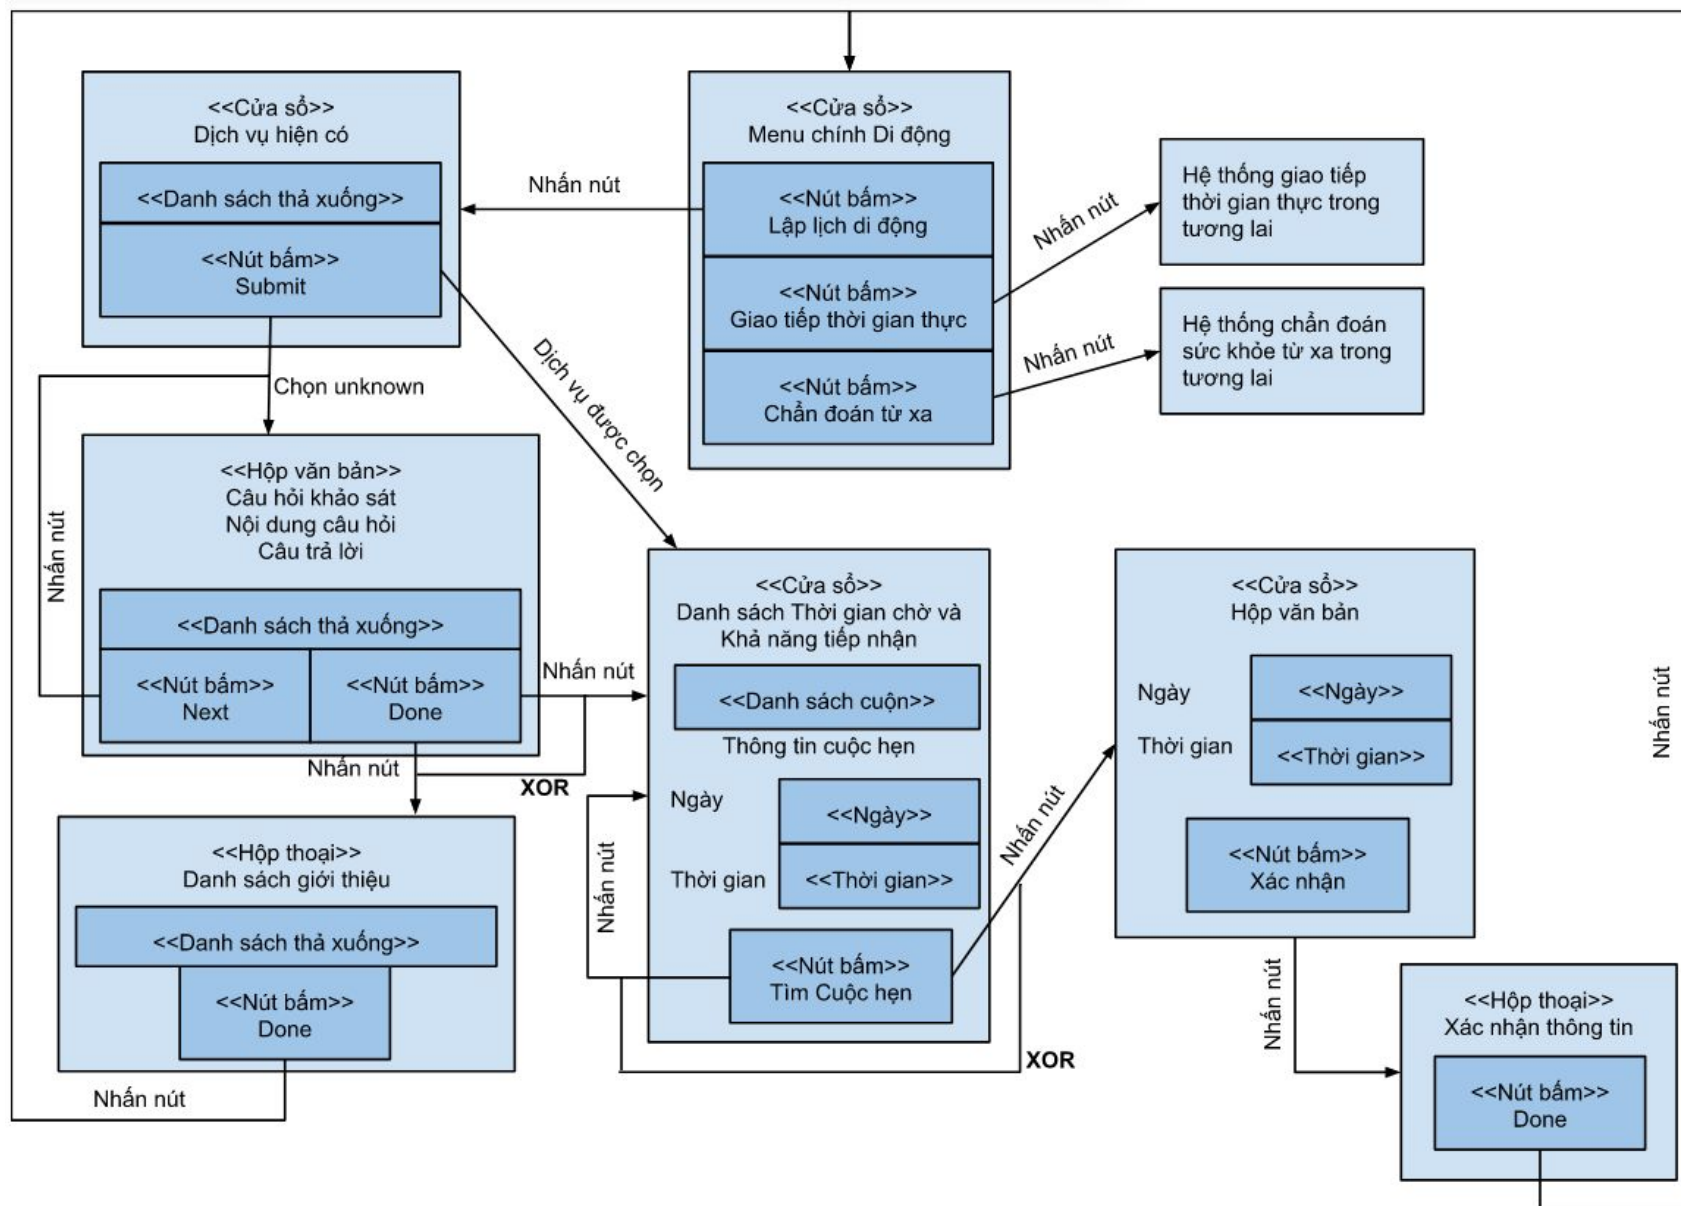 <<Cửa sổ>>
Dịch vụ hiện có
<<Danh sách thả xuống>>
<<Nút bấm>>
Submit
Nhấn nút
<<Cửa sổ>>
Menu chính Di động
<<Nút bấm>>
Lập lịch di động
<<Nút bấm>>
Giao tiếp thời gian thực
<<Nút bấm>>
Chẩn đoán từ xa
Nhấn nút
Hệ thống giao tiếp
thời gian thực trong
tương lai
Nhấn nút
Hệ thống chẩn đoán
sức khỏe từ xa trong
tương lai
Chọn unknown
Dịch vụ được chọn
Nhấn nút
<<Hộp văn bản>>
Câu hỏi khảo sát
Nội dung câu hỏi
Câu trả lời
<<Danh sách thả xuống>>
<<Nút bấm>>
Next
<<Nút bấm>>
Done
Nhấn nút
Nhấn nút
XOR
<<Hộp thoại>>
Danh sách giới thiệu
<<Danh sách thả xuống>>
<<Nút bấm>>
Done
Nhấn nút
<<Cửa sổ>>
Danh sách Thời gian chờ và
Khả năng tiếp nhận
<<Danh sách cuộn>>
Thông tin cuộc hẹn
Ngày
<<Ngày>>
Thời gian
<<Thời gian>>
<<Nút bấm>>
Tìm Cuộc hẹn
Nhấn nút
Nhấn nút
XOR
<<Cửa sổ>>
Hộp văn bản
Ngày
<<Ngày>>
Thời gian
<<Thời gian>>
<<Nút bấm>>
Xác nhận
Nhấn nút
<<Hộp thoại>>
Xác nhận thông tin
<<Nút bấm>>
Done
Nhấn nút